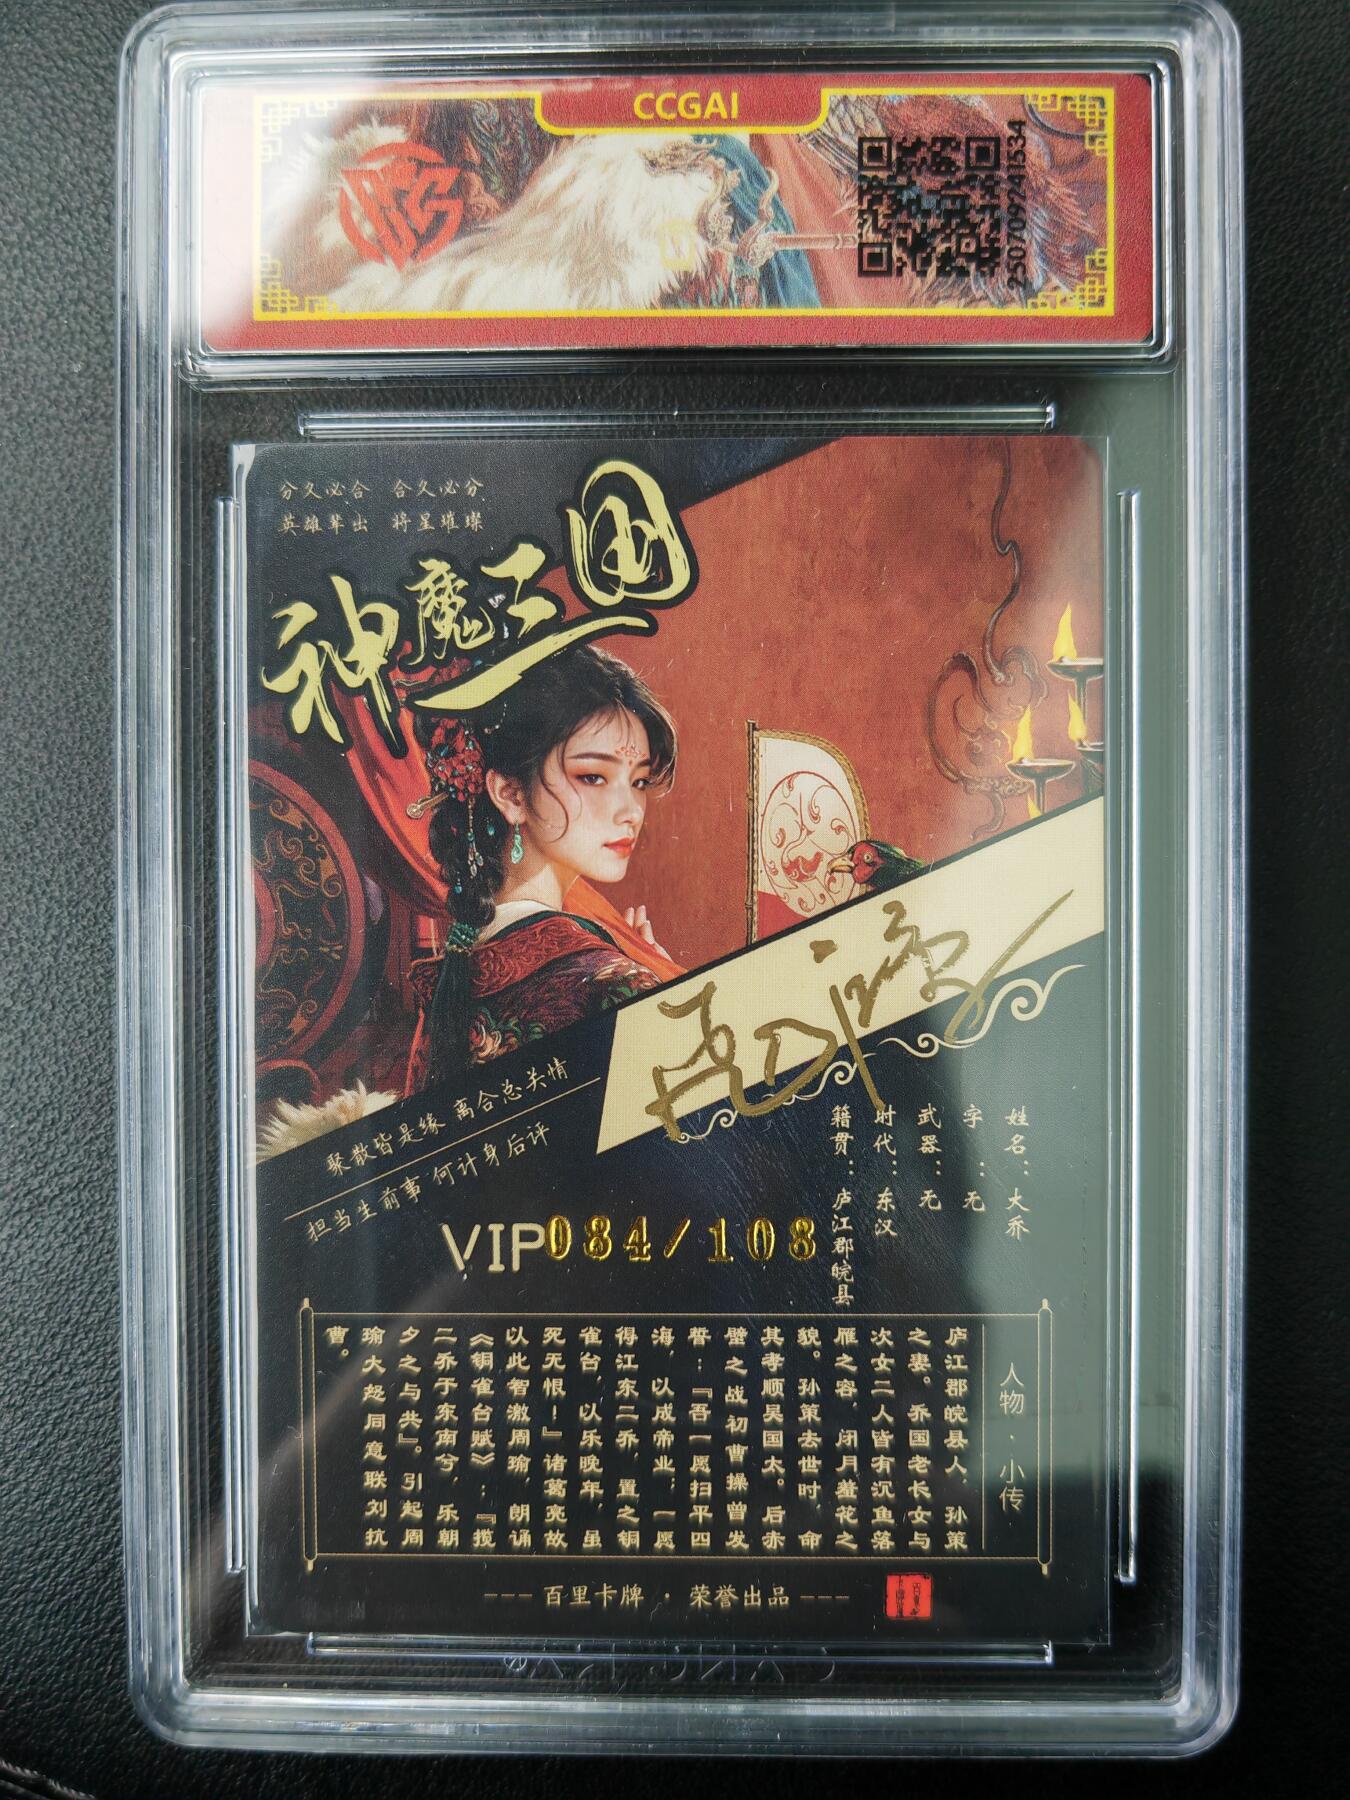 CCGAI
2507092241534
分久必合 合久必分
英雄辈出 将星璀璨
神魔三国
聚散皆是缘 离合总关情
担当生前事 何计身后评
姓名：大乔
字：无
武器：无
时代：东汉
籍贯：庐江郡皖县
VIP084/108
人物·小传
庐江郡皖县人，孙策
之妻。乔国老长女与
次女二人皆有沉鱼落
雁之容，闭月羞花之
貌。孙策去世时，命
其孝顺吴国太。后赤
壁之战初曹操曾发
誓：『吾一愿扫平四
海，以成帝业；一愿
得江东二乔，置之铜
雀台，以乐晚年，虽
死无恨！』诸葛亮故
以此智激周瑜，朗诵
《铜雀台赋》；『揽
二乔于东南兮，乐朝
夕之与共』。引起周
瑜大怒同意联刘抗
曹。
--- 百里卡牌 · 荣誉出品 ---